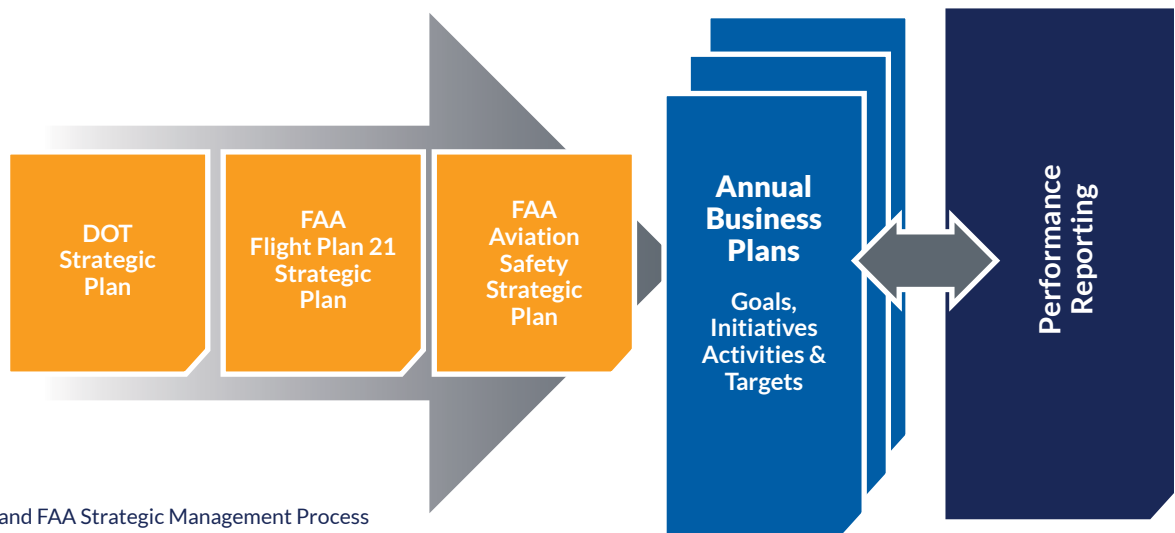 DOT
Strategic
Plan
FAA
Flight Plan 21
Strategic
Plan
FAA
Aviation
Safety
Strategic
Plan
Annual
Business
Plans
Goals,
Initiatives
Activities &
Targets
Performance
Reporting
and FAA Strategic Management Process